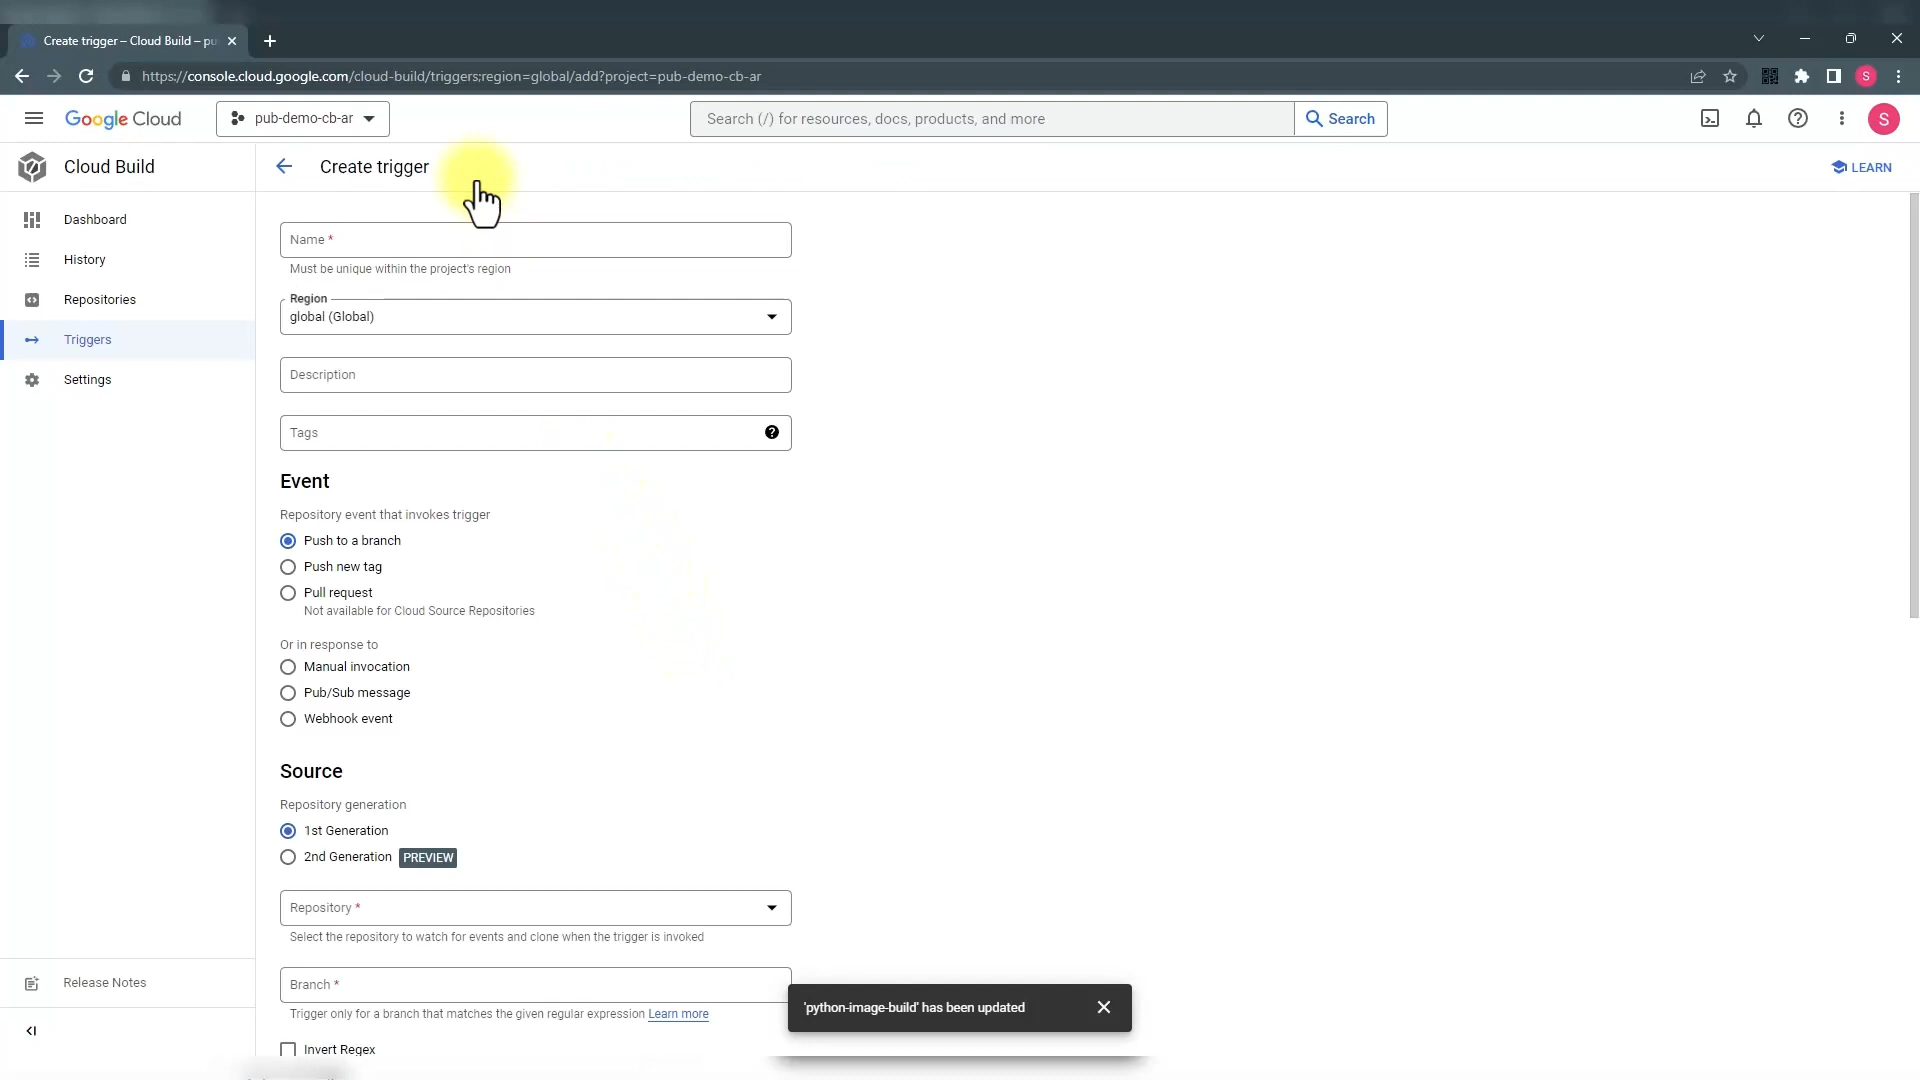 Create trigger – Cloud Build – pu
https://console.cloud.google.com/cloud-build/triggers;region=global/add?project=pub-demo-cb-ar
S
Google Cloud
pub-demo-cb-ar
Search (/) for resources, docs, products, and more
Search
S
Cloud Build
Create trigger
LEARN
Dashboard
History
Repositories
Triggers
Settings
Name *
Must be unique within the project's region
Region
global (Global)
Description
Tags
Event
Repository event that invokes trigger
Push to a branch
Push new tag
Pull request
Not available for Cloud Source Repositories
Or in response to
Manual invocation
Pub/Sub message
Webhook event
Source
Repository generation
1st Generation
2nd Generation PREVIEW
Repository *
Select the repository to watch for events and clone when the trigger is invoked
Branch *
Trigger only for a branch that matches the given regular expression Learn more
Invert Regex
Release Notes
'python-image-build' has been updated